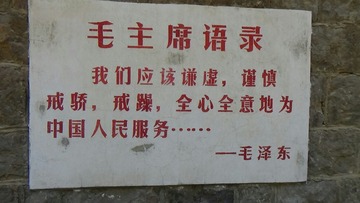 毛主席语录
我们应该谦虚，谨慎
戒骄，戒躁，全心全意地为
中国人民服务……
——毛泽东